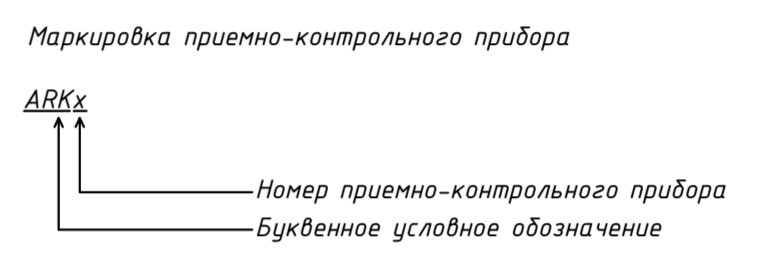 Маркировка приемно-контрольного прибора
ARKx
Номер приемно-контрольного прибора
Буквенное условное обозначение